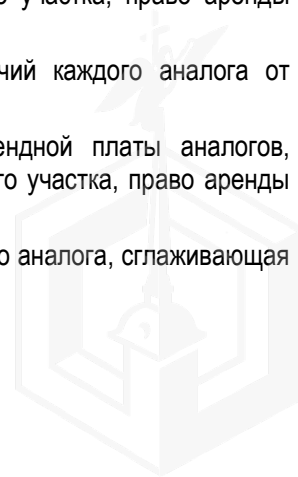 участка, право аренды
чий каждого аналога от
ендной платы аналогов,
го участка, право аренды
о аналога, сглаживающая